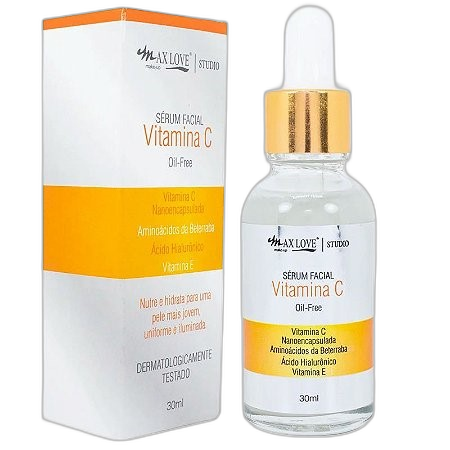 MAX LOVE
makeup
STUDIO
SÉRUM FACIAL
Vitamina C
Oil-Free
Vitamina C
Nanoencapsulada
Aminoácidos da Beterraba
Ácido Hialurônico
Vitamina E
Nutre e hidrata para uma
pele mais jovem,
uniforme e iluminada.
DERMATOLOGICAMENTE
TESTADO
30ml
MAX LOVE
makeup
STUDIO
SÉRUM FACIAL
Vitamina C
Oil-Free
Vitamina C
Nanoencapsulada
Aminoácidos da Beterraba
Ácido Hialurônico
Vitamina E
30ml